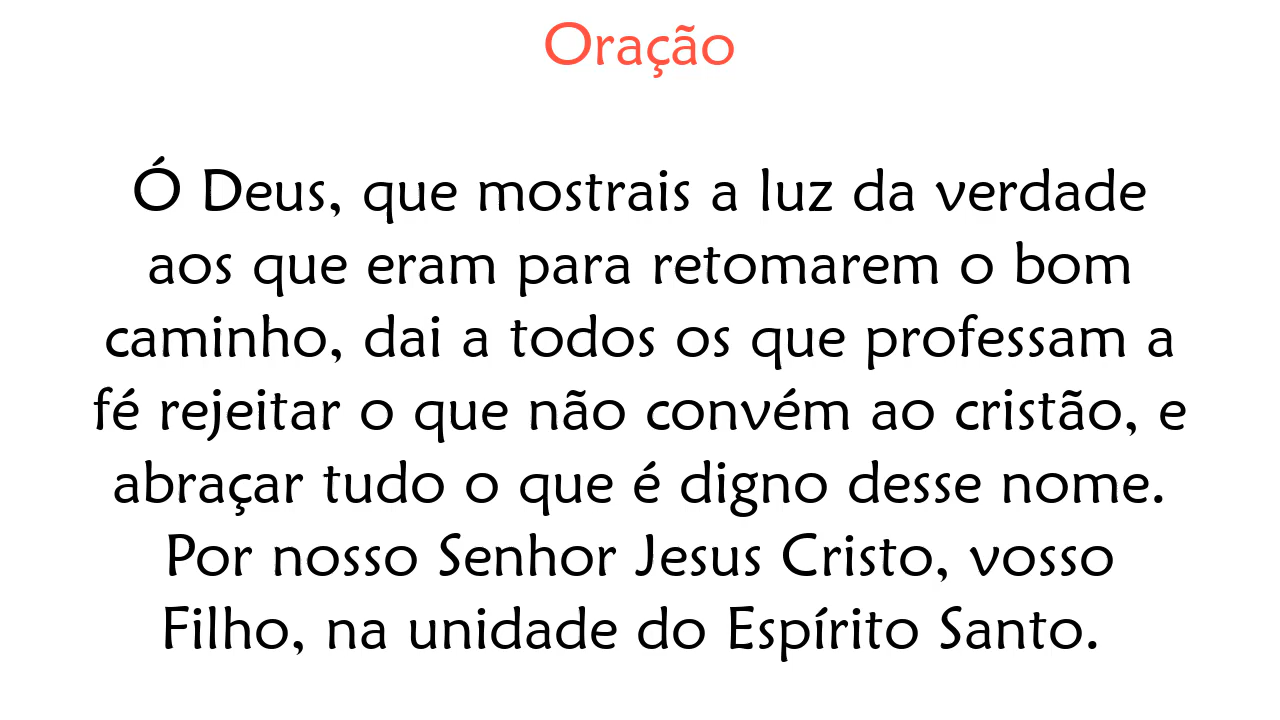 Oração
Ó Deus, que mostrais a luz da verdade
aos que eram para retomarem o bom
caminho, dai a todos os que professam a
fé rejeitar o que não convém ao cristão, e
abraçar tudo o que é digno desse nome.
Por nosso Senhor Jesus Cristo, vosso
Filho, na unidade do Espírito Santo.